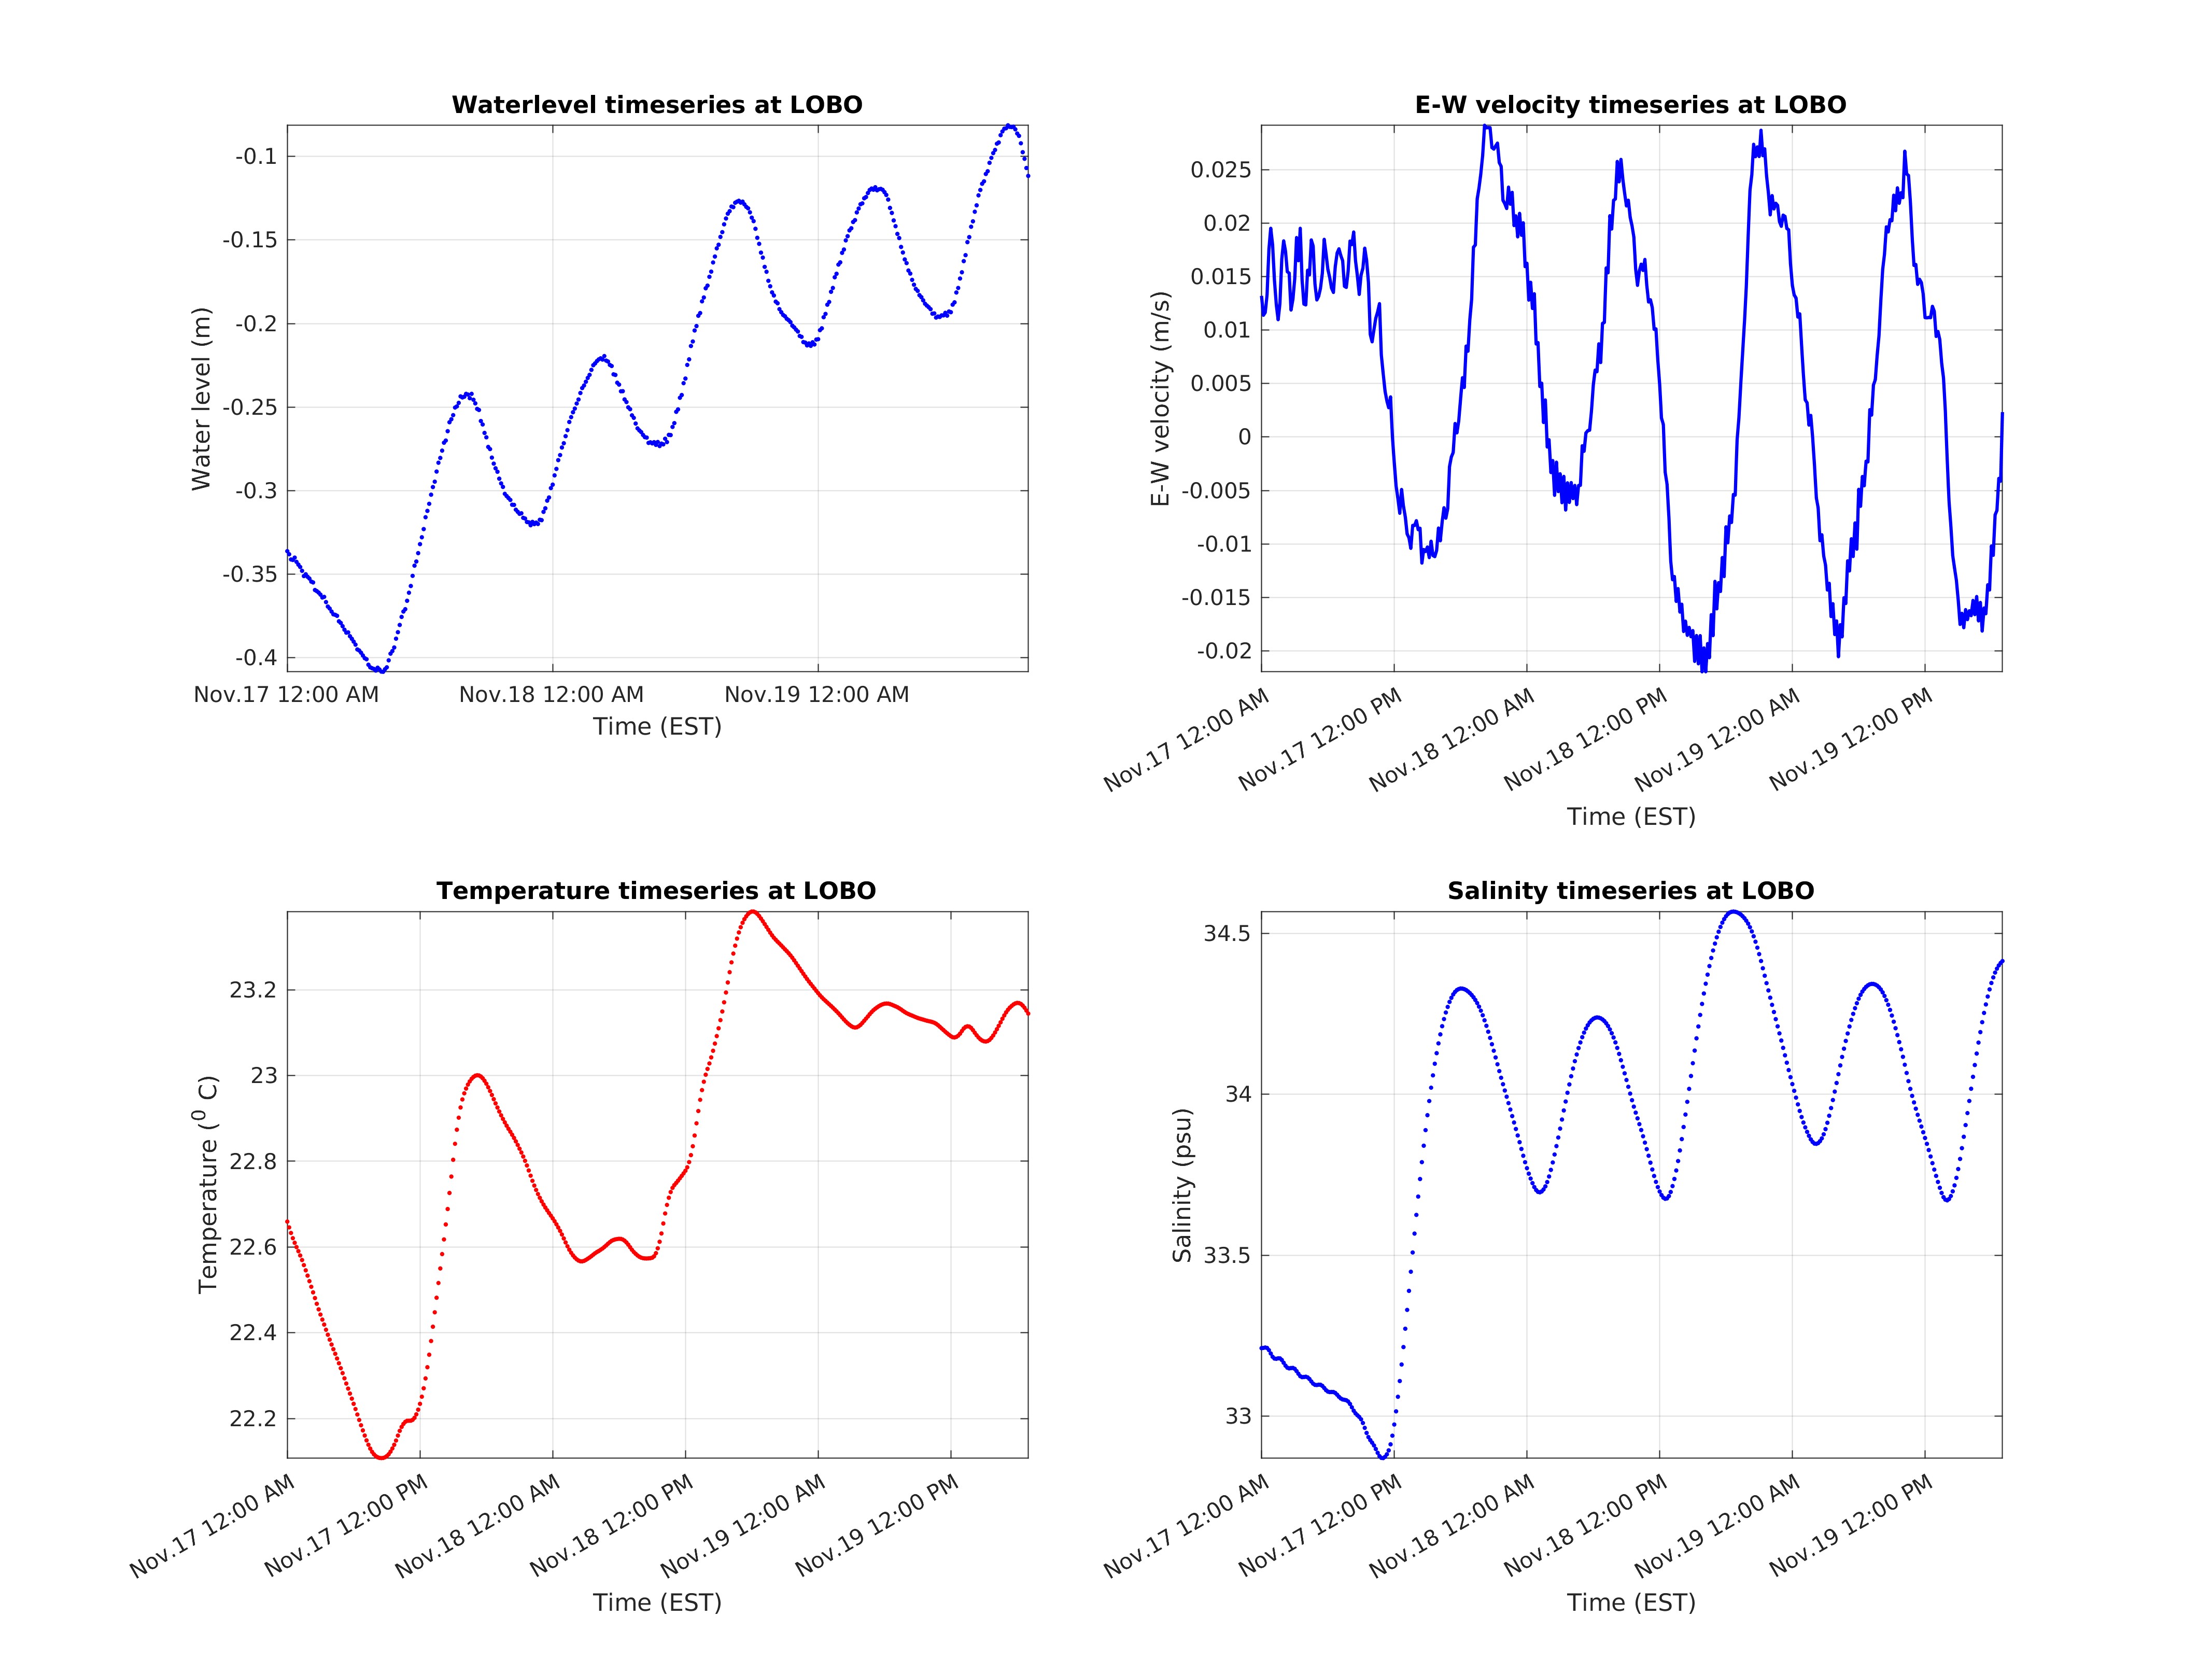 Waterlevel timeseries at LOBO
-0.1
-0.15
-0.2
-0.25
-0.3
-0.35
-0.4
Water level (m)
Nov.17 12:00 AM Nov.18 12:00 AM Nov.19 12:00 AM
Time (EST)
E-W velocity timeseries at LOBO
0.025
0.02
0.015
0.01
0.005
0
-0.005
-0.01
-0.015
-0.02
E-W velocity (m/s)
Nov.17 12:00 AM
Nov.17 12:00 PM
Nov.18 12:00 AM
Nov.18 12:00 PM
Nov.19 12:00 AM
Nov.19 12:00 PM
Time (EST)
Temperature timeseries at LOBO
23.2
23
22.8
22.6
22.4
22.2
Temperature (⁰ C)
Nov.17 12:00 AM
Nov.17 12:00 PM
Nov.18 12:00 AM
Nov.18 12:00 PM
Nov.19 12:00 AM
Nov.19 12:00 PM
Time (EST)
Salinity timeseries at LOBO
34.5
34
33.5
33
Salinity (psu)
Nov.17 12:00 AM
Nov.17 12:00 PM
Nov.18 12:00 AM
Nov.18 12:00 PM
Nov.19 12:00 AM
Nov.19 12:00 PM
Time (EST)